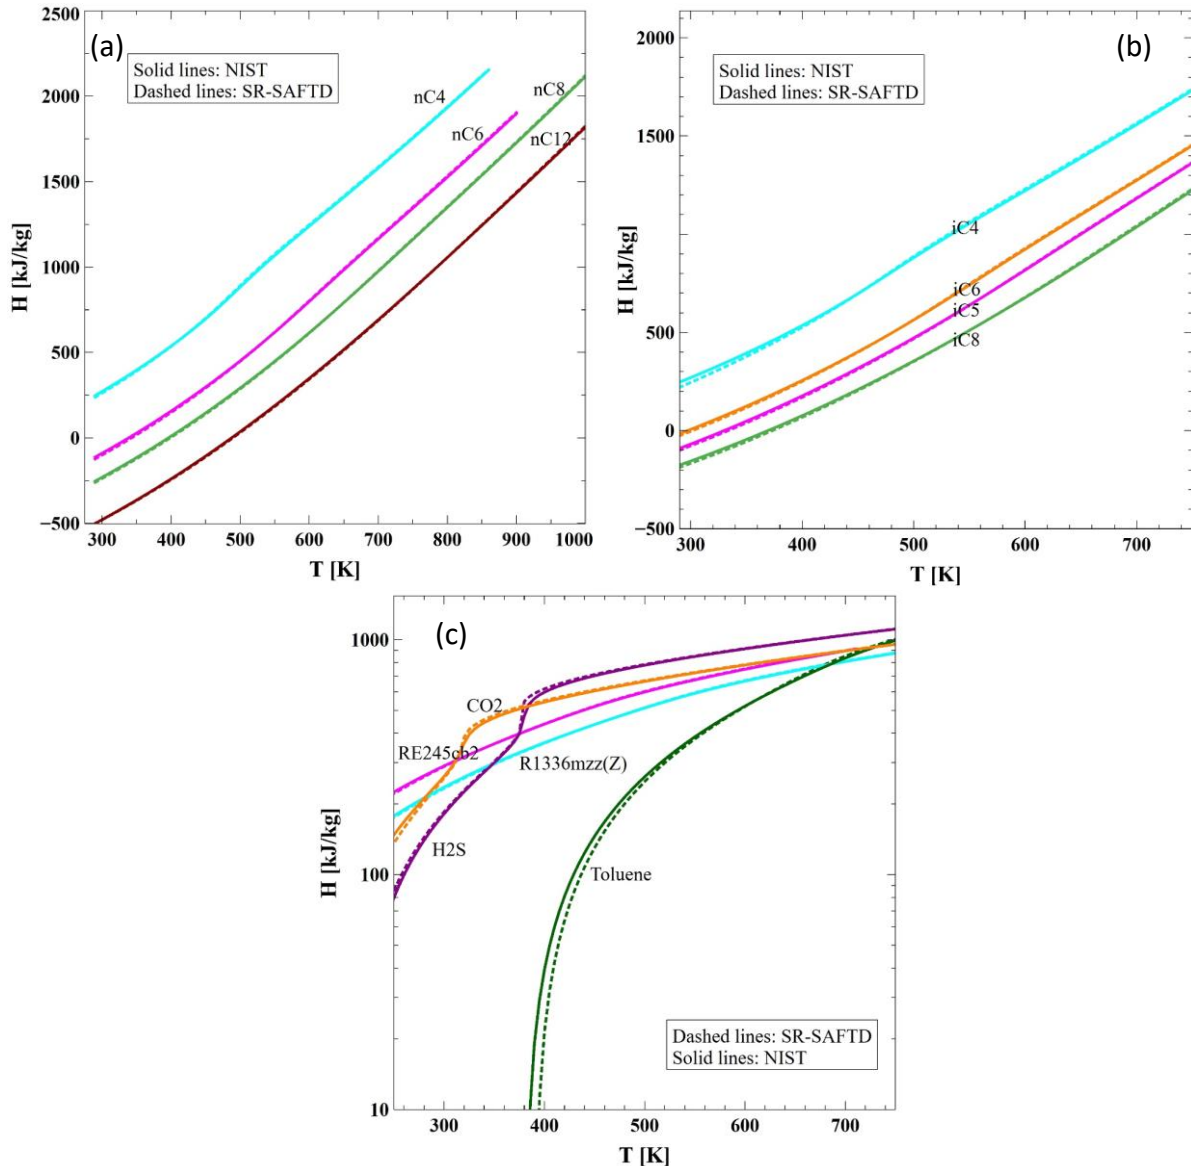 (a)
Solid lines: NIST
Dashed lines: SR-SAFTD
nC4
nC6
nC8
nC12
H [kJ/kg]
2500
2000
1500
1000
500
0
−500
300
400
500
600
700
800
900
1000
T [K]
(b)
Solid lines: NIST
Dashed lines: SR-SAFTD
iC4
iC6
iC5
iC8
H [kJ/kg]
2000
1500
1000
500
0
−500
300
400
500
600
700
T [K]
(c)
CO2
RE245cb2
R1336mzz(Z)
H2S
Toluene
Dashed lines: SR-SAFTD
Solid lines: NIST
H [kJ/kg]
1000
100
10
300
400
500
600
700
T [K]